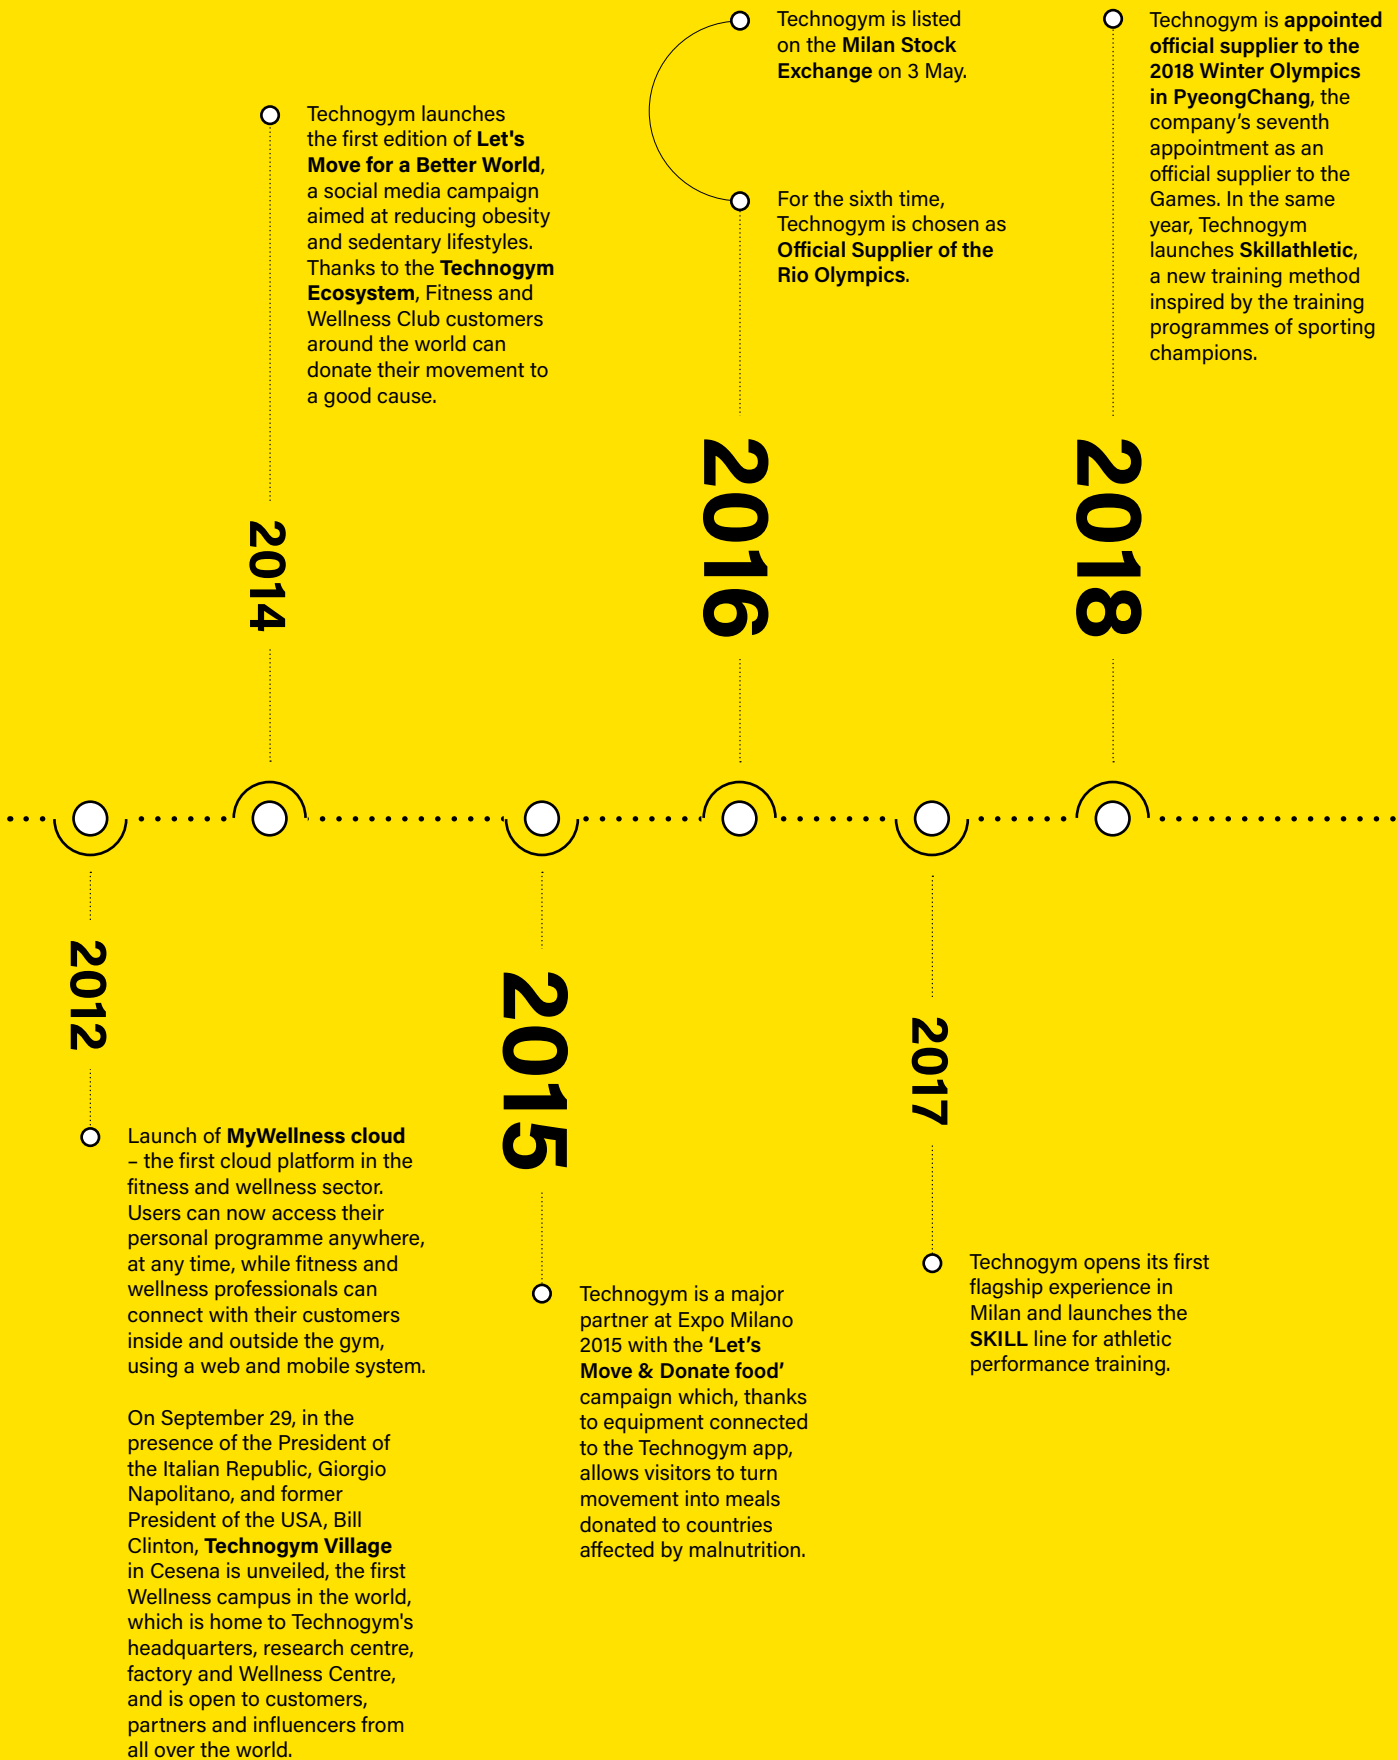 2012
Launch of MyWellness cloud
– the first cloud platform in the
fitness and wellness sector.
Users can now access their
personal programme anywhere,
at any time, while fitness and
wellness professionals can
connect with their customers
inside and outside the gym,
using a web and mobile system.
On September 29, in the
presence of the President of
the Italian Republic, Giorgio
Napolitano, and former
President of the USA, Bill
Clinton, Technogym Village
in Cesena is unveiled, the first
Wellness campus in the world,
which is home to Technogym's
headquarters, research centre,
factory and Wellness Centre,
and is open to customers,
partners and influencers from
all over the world.
2014
Technogym launches
the first edition of Let's
Move for a Better World,
a social media campaign
aimed at reducing obesity
and sedentary lifestyles.
Thanks to the Technogym
Ecosystem, Fitness and
Wellness Club customers
around the world can
donate their movement to
a good cause.
2015
Technogym is a major
partner at Expo Milano
2015 with the ‘Let’s
Move & Donate food’
campaign which, thanks
to equipment connected
to the Technogym app,
allows visitors to turn
movement into meals
donated to countries
affected by malnutrition.
2016
Technogym is listed
on the Milan Stock
Exchange on 3 May.
For the sixth time,
Technogym is chosen as
Official Supplier of the
Rio Olympics.
2017
Technogym opens its first
flagship experience in
Milan and launches the
SKILL line for athletic
performance training.
2018
Technogym is appointed
official supplier to the
2018 Winter Olympics
in PyeongChang, the
company’s seventh
appointment as an
official supplier to the
Games. In the same
year, Technogym
launches Skillathletic,
a new training method
inspired by the training
programmes of sporting
champions.